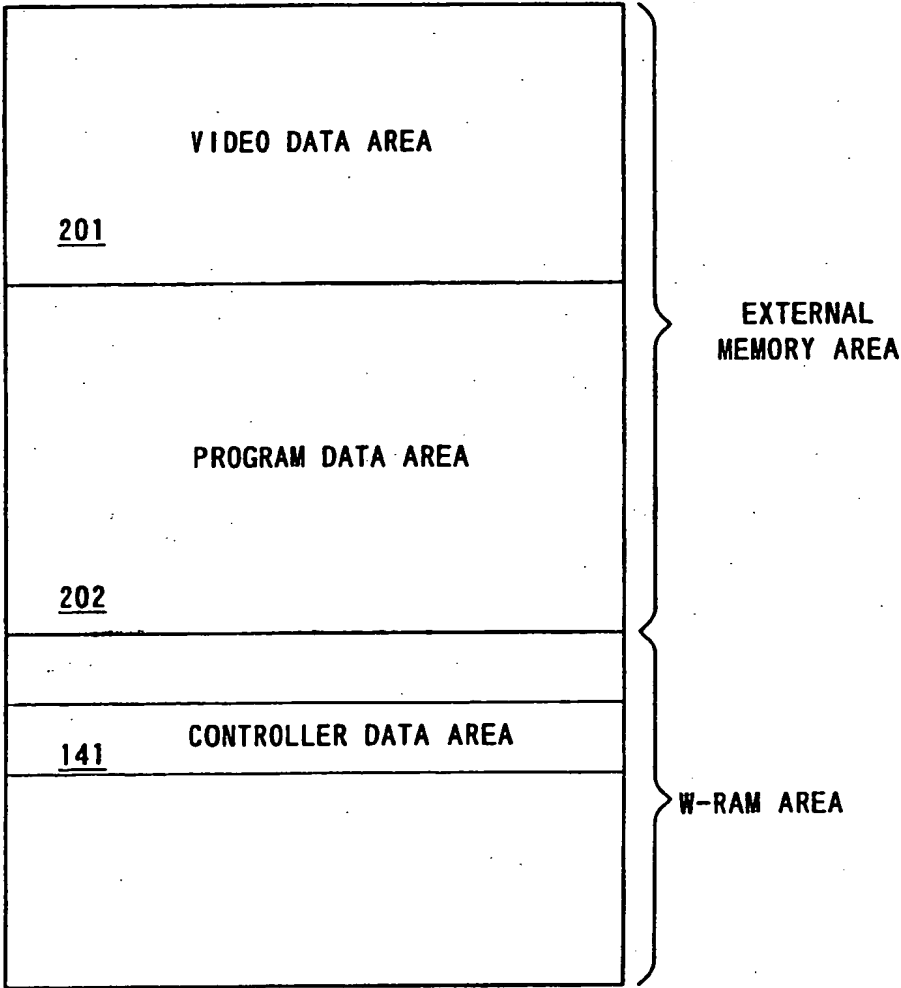 VIDEO DATA AREA
201
EXTERNAL
MEMORY AREA
PROGRAM DATA AREA
202
CONTROLLER DATA AREA
141
W-RAM AREA